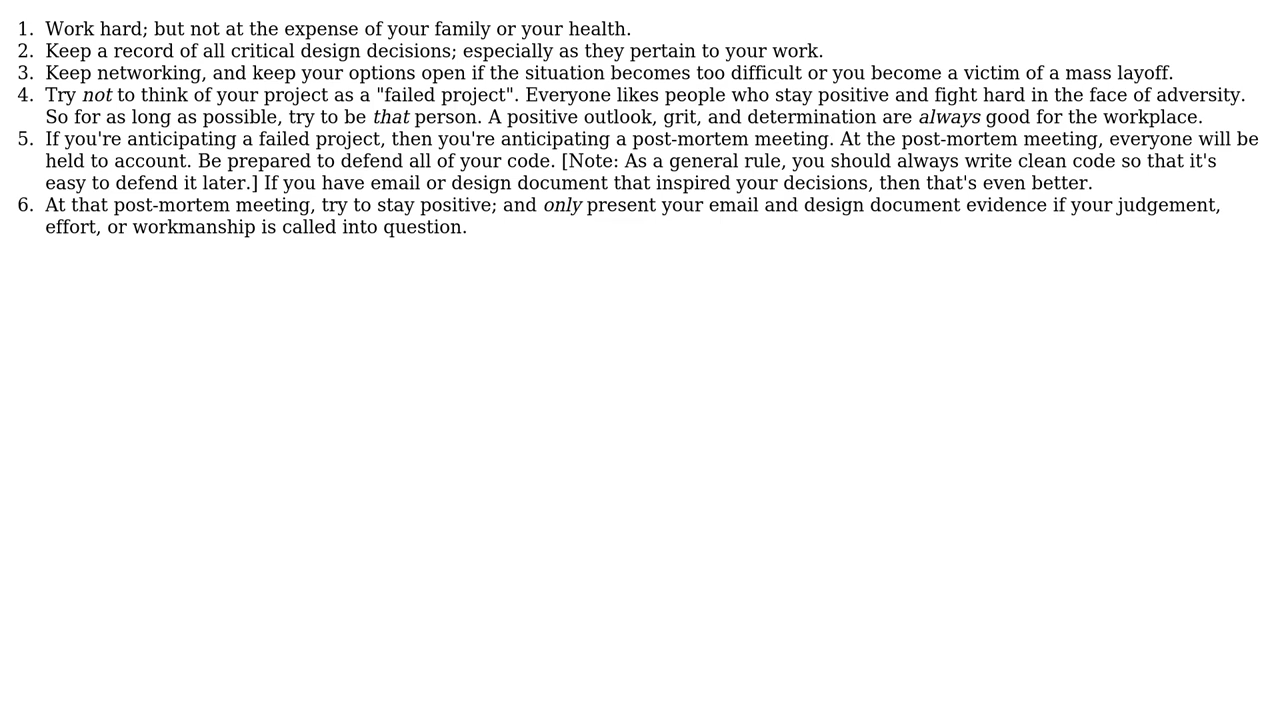 1. Work hard; but not at the expense of your family or your health.
2. Keep a record of all critical design decisions; especially as they pertain to your work.
3. Keep networking, and keep your options open if the situation becomes too difficult or you become a victim of a mass layoff.
4. Try not to think of your project as a "failed project". Everyone likes people who stay positive and fight hard in the face of adversity.
So for as long as possible, try to be that person. A positive outlook, grit, and determination are always good for the workplace.
5. If you're anticipating a failed project, then you're anticipating a post-mortem meeting. At the post-mortem meeting, everyone will be
held to account. Be prepared to defend all of your code. [Note: As a general rule, you should always write clean code so that it's
easy to defend it later.] If you have email or design document that inspired your decisions, then that's even better.
6. At that post-mortem meeting, try to stay positive; and only present your email and design document evidence if your judgement,
effort, or workmanship is called into question.